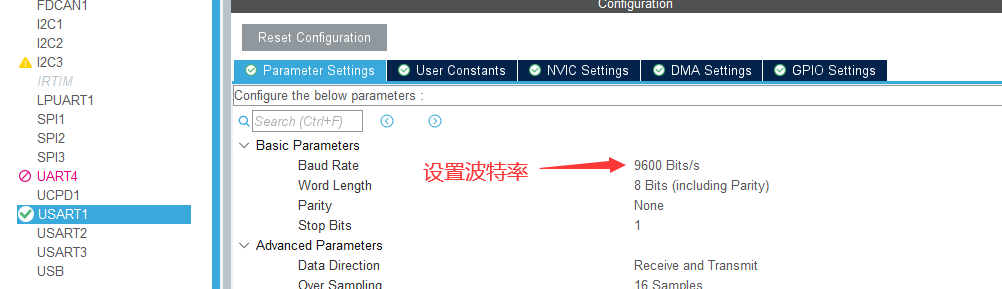 FDCAN1
I2C1
I2C2
I2C3
IRTIM
LPUART1
SPI1
SPI2
SPI3
UART4
UCPD1
USART1
USART2
USART3
USB
Configuration
Reset Configuration
Parameter Settings
User Constants
NVIC Settings
DMA Settings
GPIO Settings
Configure the below parameters :
Search (Ctrl+F)
Basic Parameters
Baud Rate 9600 Bits/s
设置波特率
Word Length 8 Bits (including Parity)
Parity None
Stop Bits 1
Advanced Parameters
Data Direction Receive and Transmit
Over Sampling 16 Samples